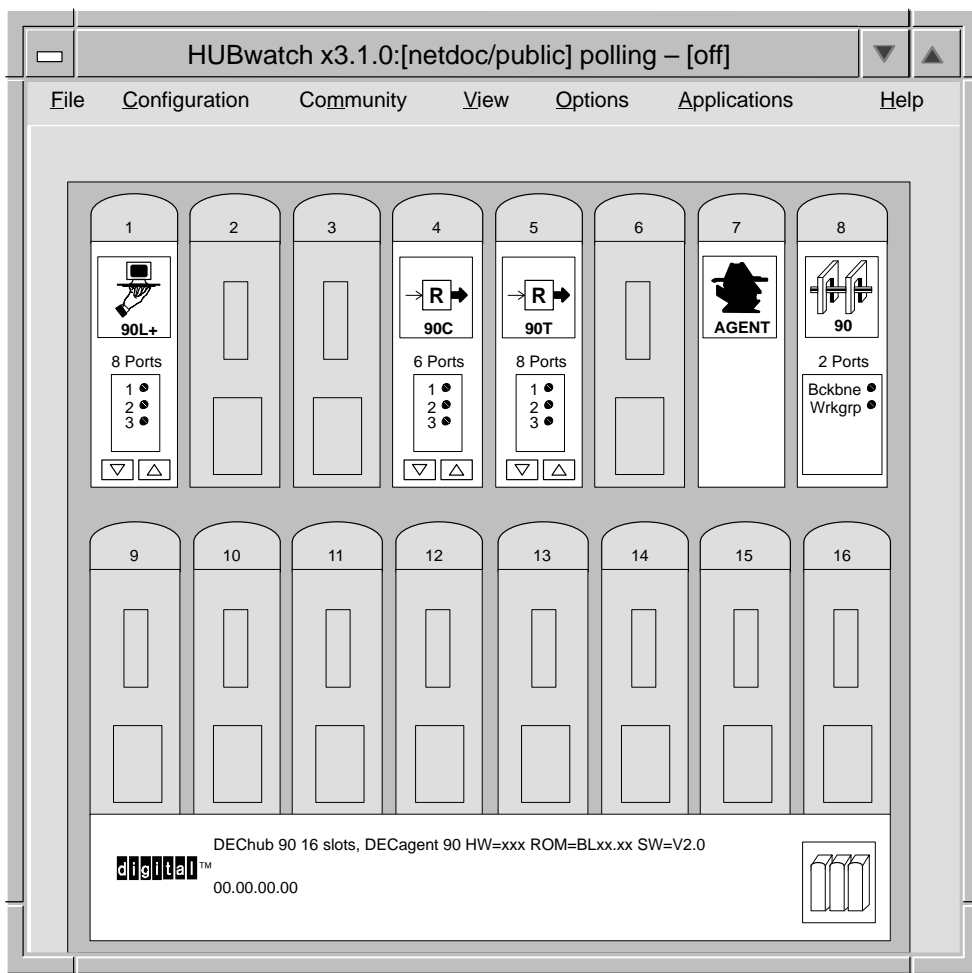 HUBwatch x3.1.0:[netdoc/public] polling – [off]
File Configuration Community View Options Applications Help
1 2 3 4 5 6 7 8
R R
90L+ 90C 90T AGENT 90
8 Ports 6 Ports 8 Ports 2 Ports
1 1 1 Bckbne
2 2 2 Wrkgrp
3 3 3
9 10 11 12 13 14 15 16
DEChub 90 16 slots, DECagent 90 HW=xxx ROM=BLxx.xx SW=V2.0
digital™
00.00.00.00